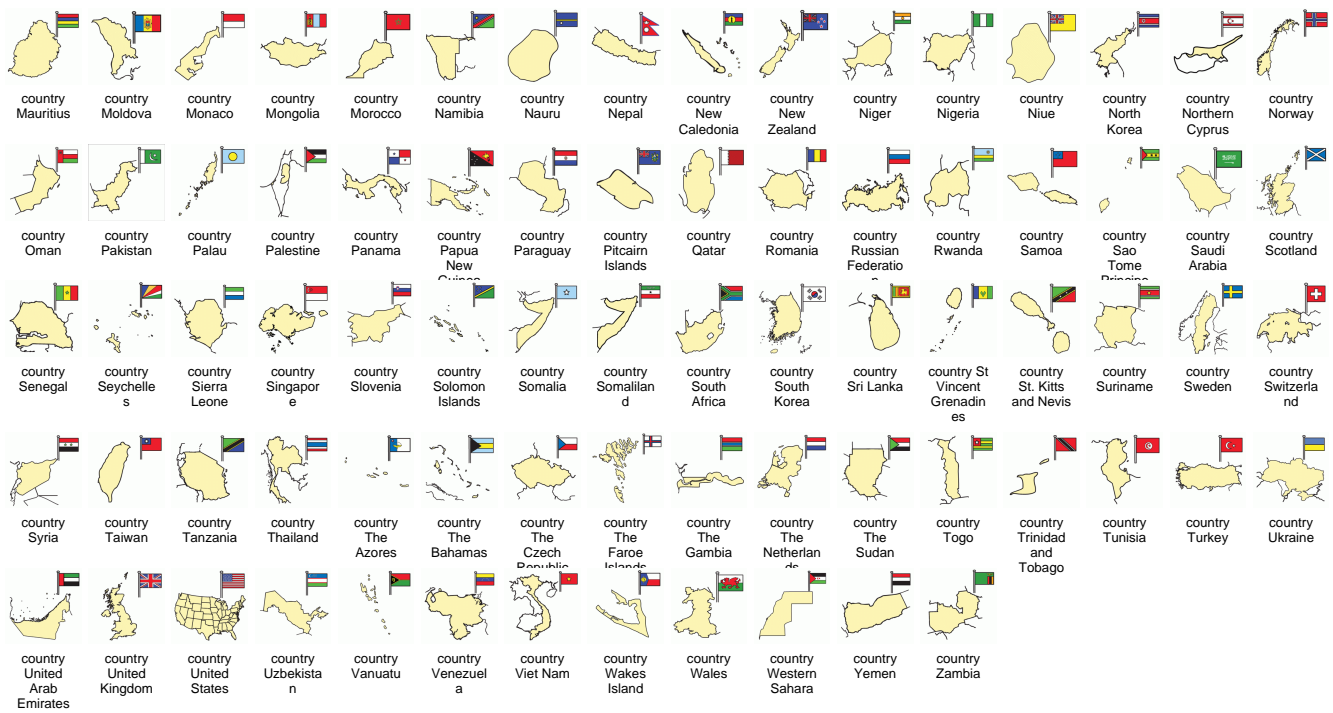 country
Mauritius
country
Moldova
country
Monaco
country
Mongolia
country
Morocco
country
Namibia
country
Nauru
country
Nepal
country
New
Caledonia
country
New
Zealand
country
Niger
country
Nigeria
country
Niue
country
North
Korea
country
Northern
Cyprus
country
Norway
country
Oman
country
Pakistan
country
Palau
country
Palestine
country
Panama
country
Papua
New
Guinea
country
Paraguay
country
Pitcairn
Islands
country
Qatar
country
Romania
country
Russian
Federatio
n
country
Rwanda
country
Samoa
country
Sao
Tome
Principe
country
Saudi
Arabia
country
Scotland
country
Senegal
country
Seychelle
s
country
Sierra
Leone
country
Singapor
e
country
Slovenia
country
Solomon
Islands
country
Somalia
country
Somalilan
d
country
South
Africa
country
South
Korea
country
Sri Lanka
country St
Vincent
Grenadin
es
country
St. Kitts
and Nevis
country
Suriname
country
Sweden
country
Switzerla
nd
country
Syria
country
Taiwan
country
Tanzania
country
Thailand
country
The
Azores
country
The
Bahamas
country
The
Czech
Republic
country
The
Faroe
Islands
country
The
Gambia
country
The
Netherlan
ds
country
The
Sudan
country
Togo
country
Trinidad
and
Tobago
country
Tunisia
country
Turkey
country
Ukraine
country
United
Arab
Emirates
country
United
Kingdom
country
United
States
country
Uzbekista
n
country
Vanuatu
country
Venezuel
a
country
Viet Nam
country
Wakes
Island
country
Wales
country
Western
Sahara
country
Yemen
country
Zambia